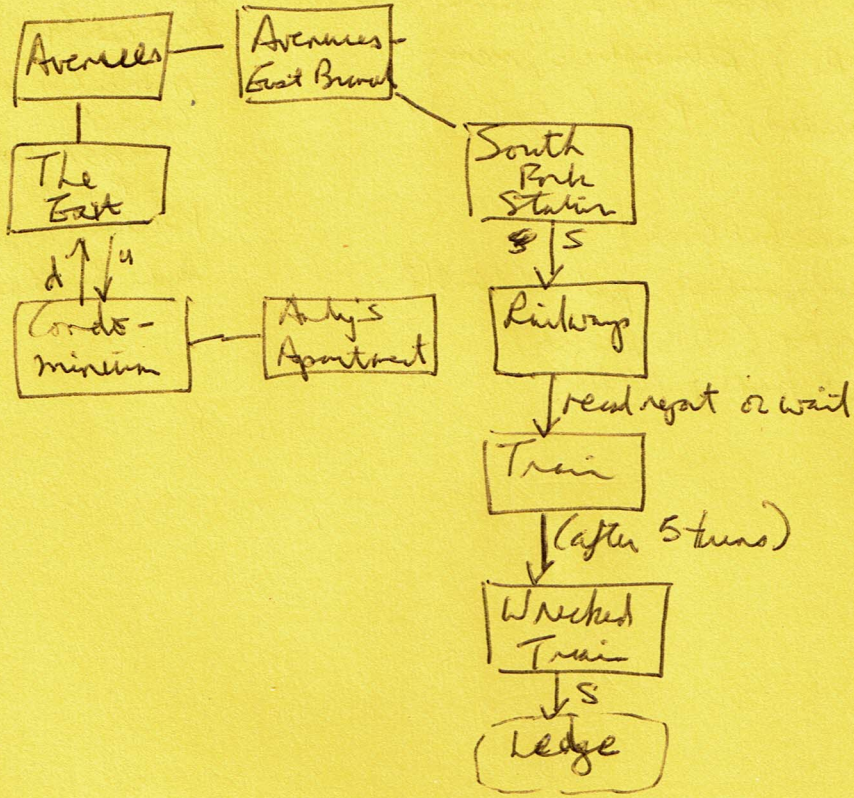 Avenues
Avenues
East Branch
South
Park
Station
The
East
s
d
u
Condo-
minium
Andy's
Apartment
Railways
read report or wait
Train
(after 5 turns)
Wrecked
Train
s
Ledge